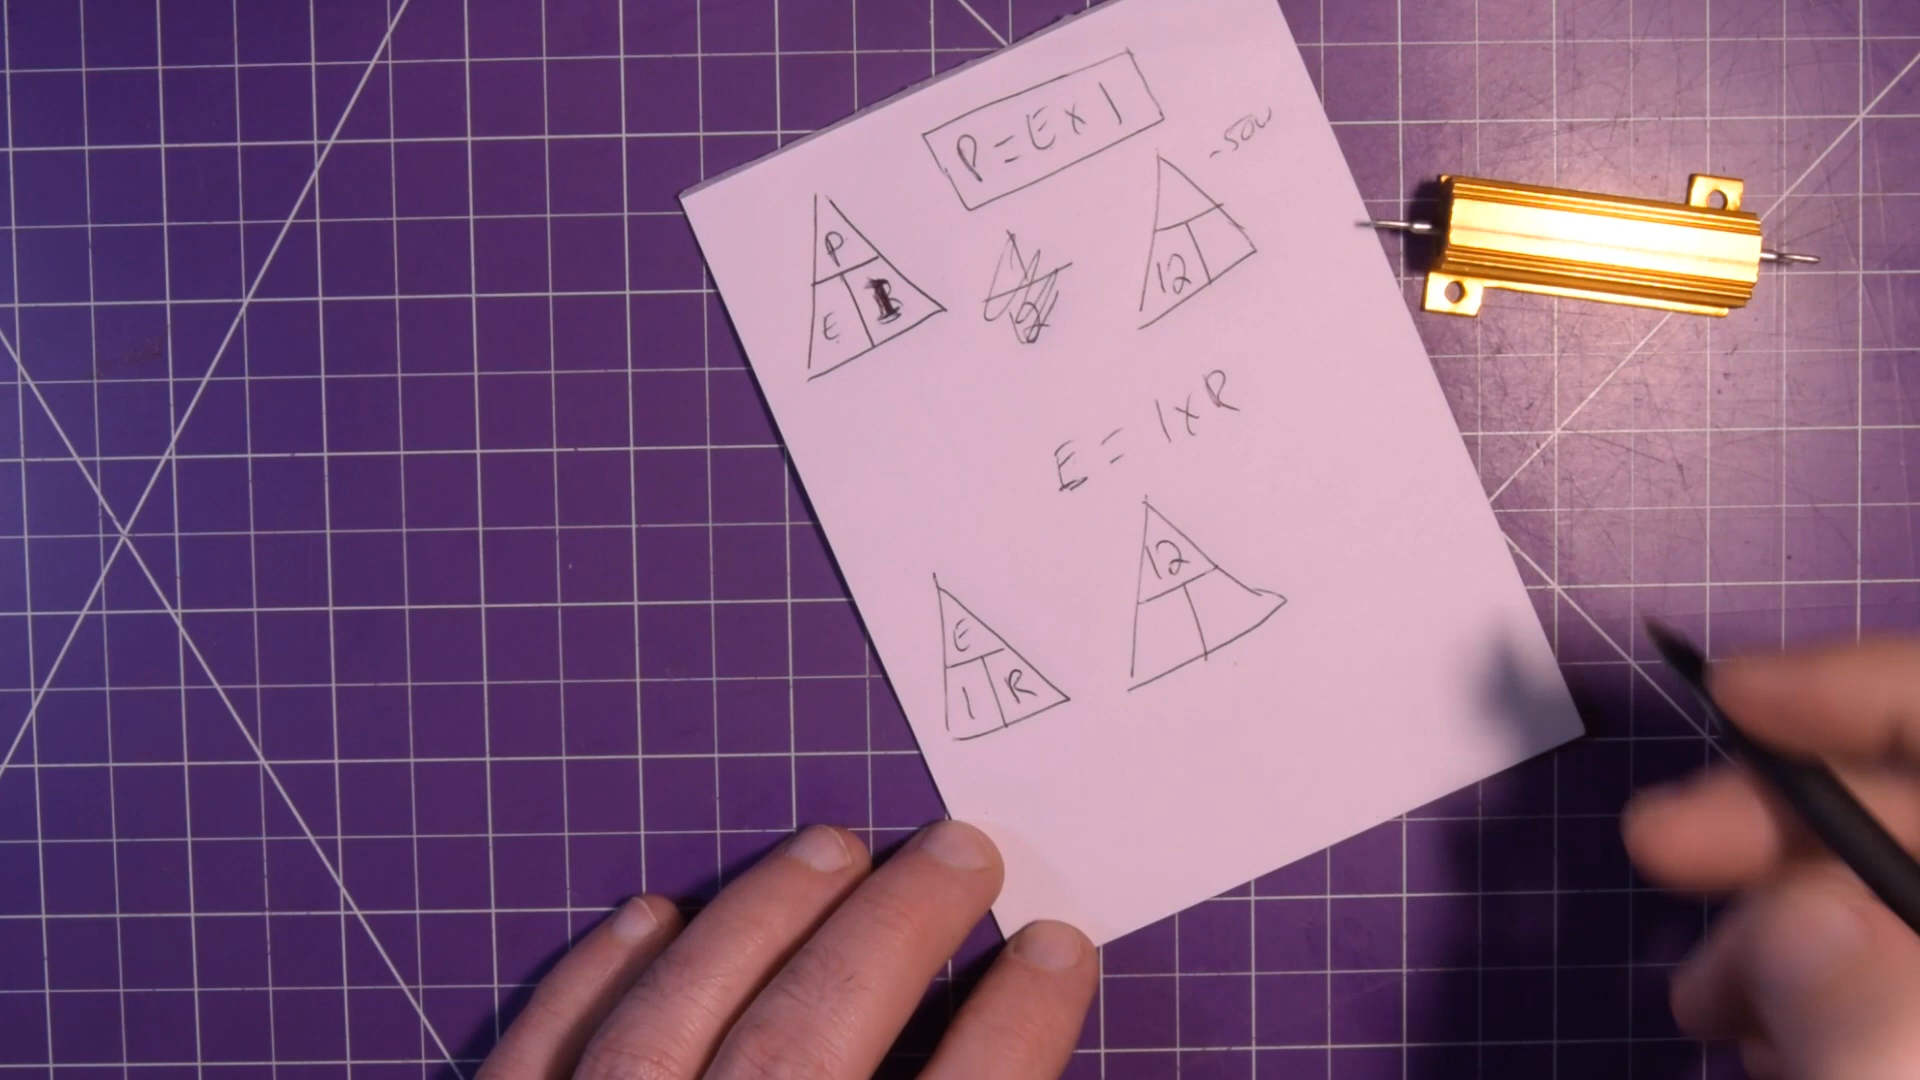 P = E x I
-50W
P
E I
12
E = I x R
12
E
I R